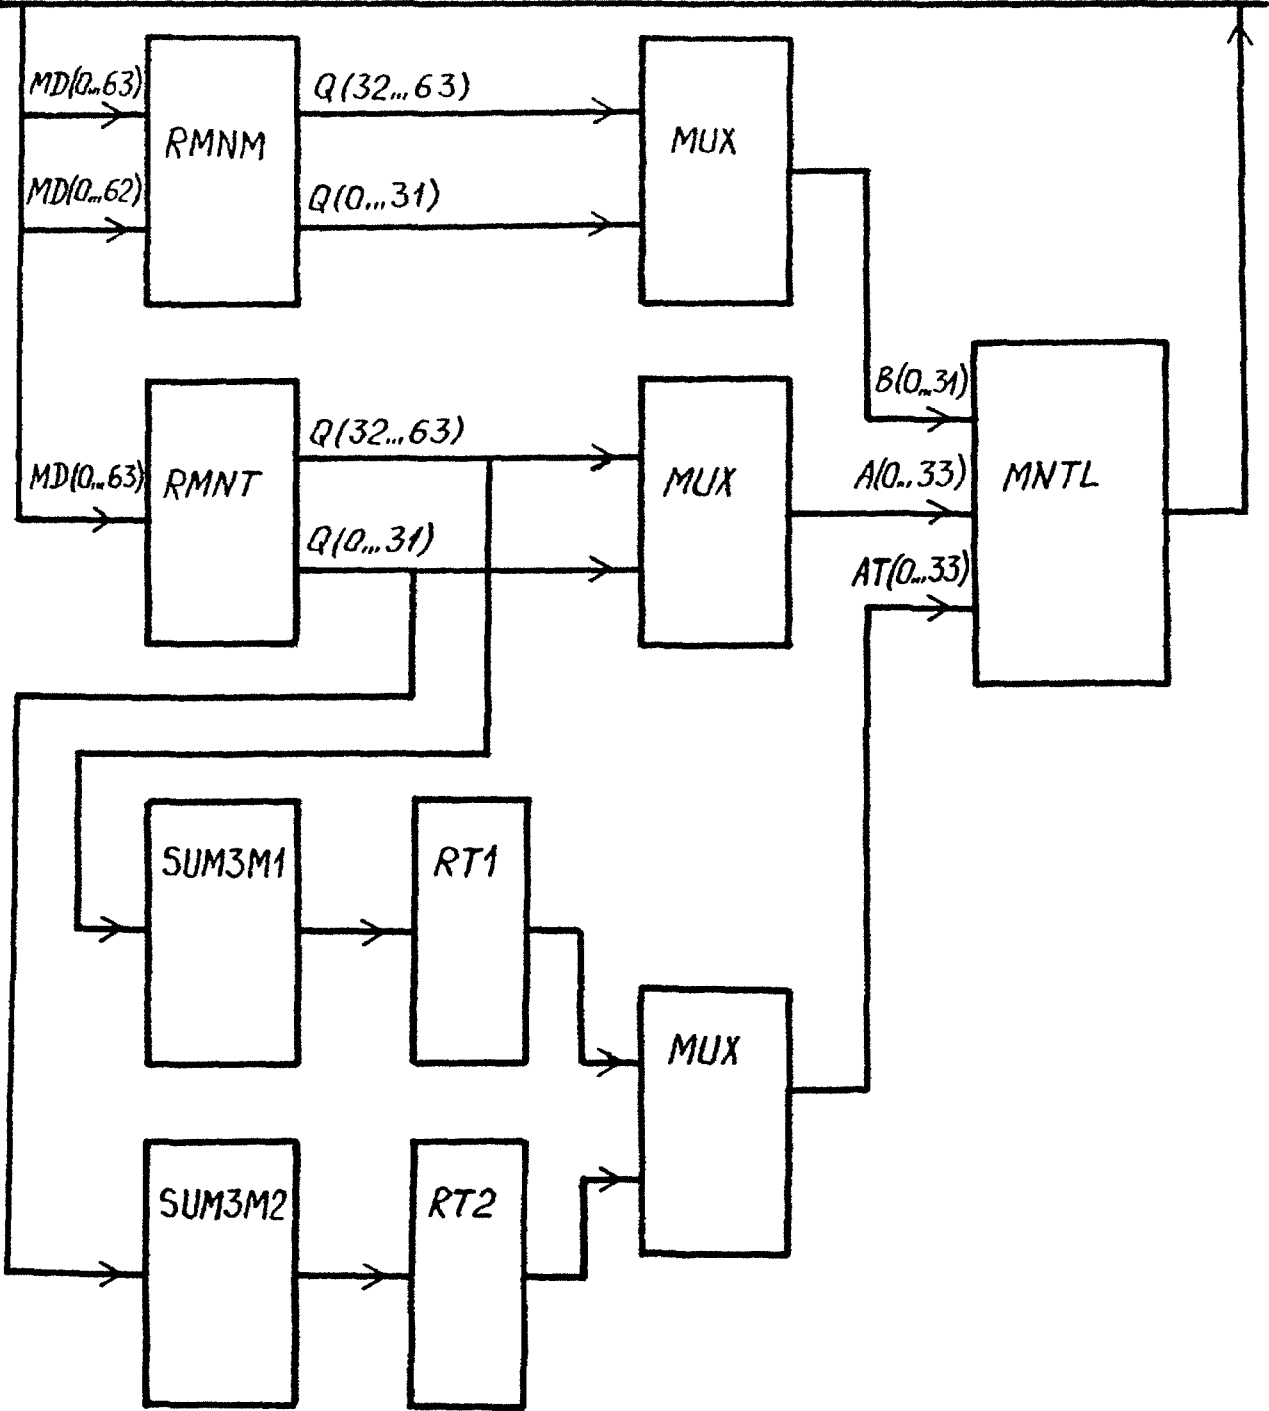 MD(0...63)
Q(32...63)
RMNM
MUX
MD(0...62)
Q(0...31)
B(0...31)
Q(32...63)
A(0...33)
MD(0...63)
RMNT
MUX
MNTL
Q(0...31)
AT(0...33)
SUM3M1
RT1
MUX
SUM3M2
RT2